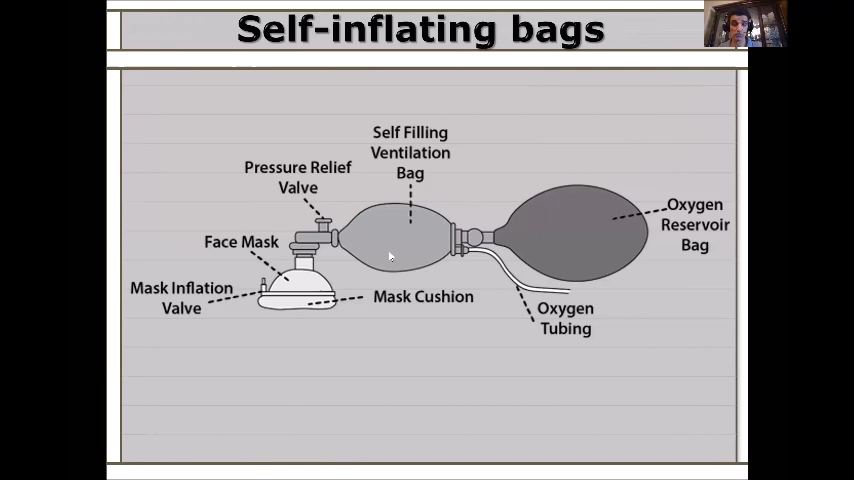 Self-inflating bags
Self Filling
Ventilation
Bag
Pressure Relief
Valve
Oxygen
Reservoir
Bag
Face Mask
Mask Inflation
Valve
Mask Cushion
Oxygen
Tubing